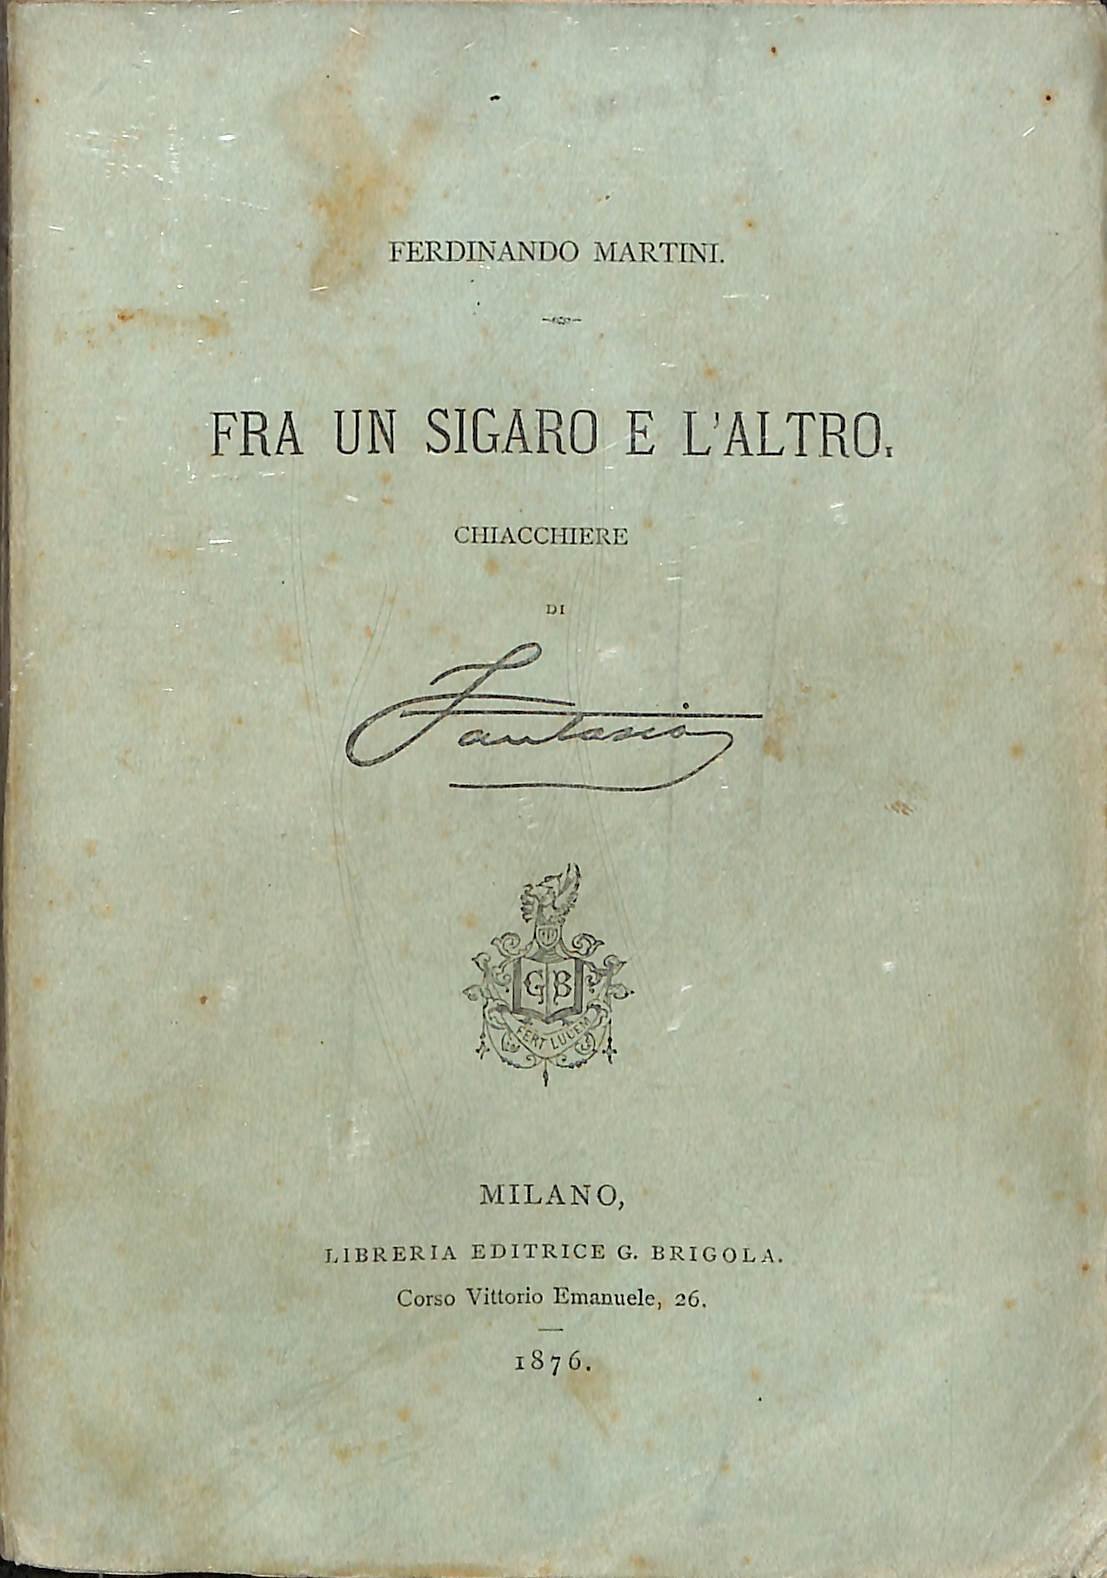 FERDINANDO MARTINI.
FRA UN SIGARO E L'ALTRO.
CHIACCHIERE
DI
Fantasio
GB
FERT LUCEM
MILANO,
LIBRERIA EDITRICE G. BRIGOLA.
Corso Vittorio Emanuele, 26.
1876.